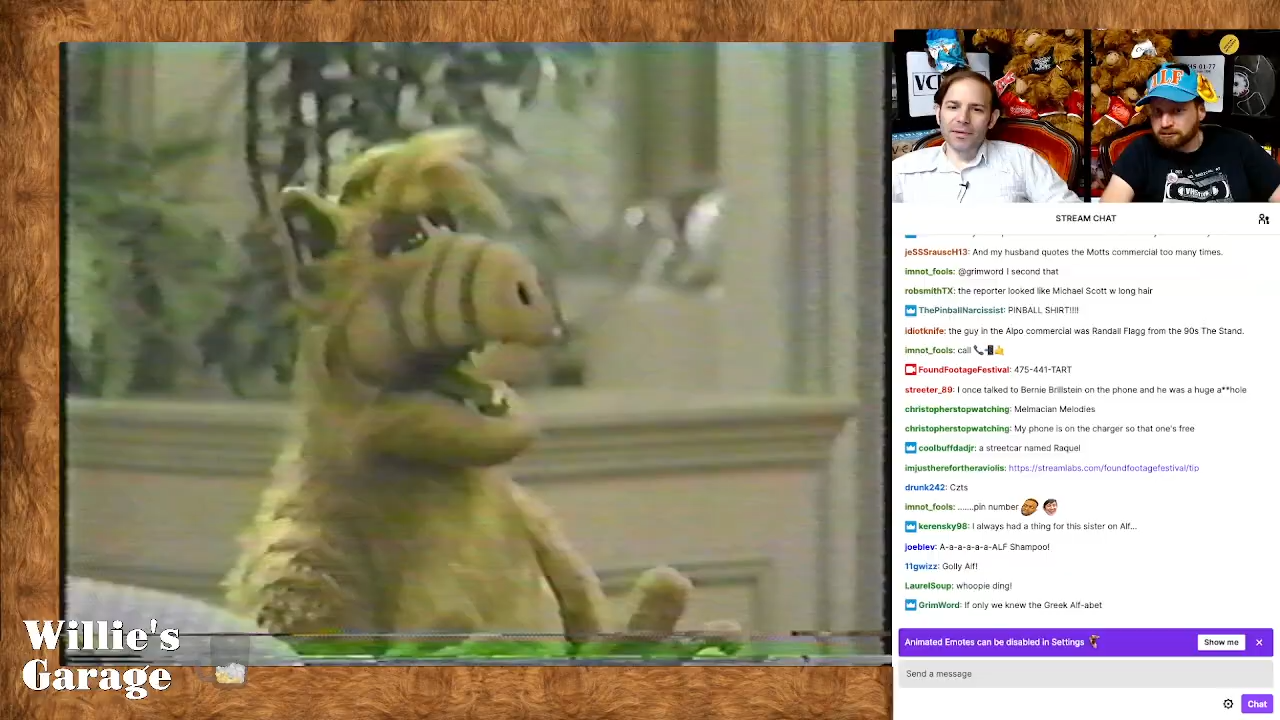 VC
ALF
STREAM CHAT
jeSSSrauscH13: And my husband quotes the Motts commercial too many times.
imnot_fools: @grimword I second that
robsmithTX: the reporter looked like Michael Scott w long hair
ThePinballNarcissist: PINBALL SHIRT!!!!
idiotknife: the guy in the Alpo commercial was Randall Flagg from the 90s The Stand.
imnot_fools: call 📞📲👍
FoundFootageFestival: 475-441-TART
streeter_89: I once talked to Bernie Brillstein on the phone and he was a huge a**hole
christopherstopwatching: Melmacian Melodies
christopherstopwatching: My phone is on the charger so that one's free
coolbuffdadjr: a streetcar named Raquel
imjustherefortheraviolis: https://streamlabs.com/foundfootagefestival/tip
drunk242: Czts
imnot_fools: .......pin number
kerensky98: I always had a thing for this sister on Alf...
joeblev: A-a-a-a-a-a-ALF Shampoo!
11gwizz: Golly Alf!
LaurelSoup: whoopie ding!
GrimWord: If only we knew the Greek Alf-abet
Animated Emotes can be disabled in Settings
Show me
Send a message
Chat
Willie's
Garage